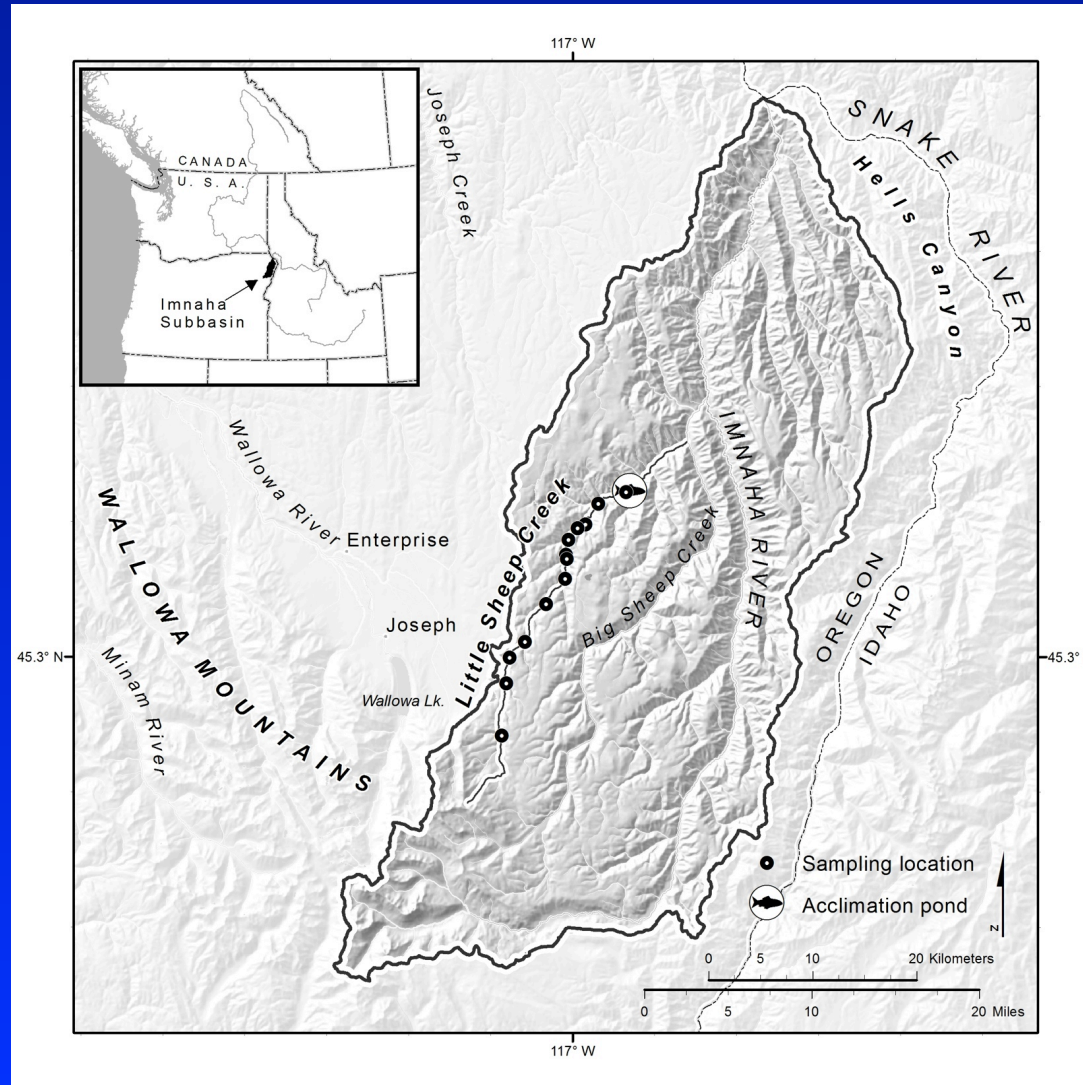 117° W
CANADA
U. S. A.
Imnaha
Subbasin
Joseph Creek
SNAKE RIVER
Hells Canyon
Wallowa River
Enterprise
Joseph
Wallowa Lk.
WALLOWA MOUNTAINS
Minam River
Little Sheep Creek
Big Sheep Creek
IMNAHA RIVER
OREGON
IDAHO
45.3° N
45.3°
Sampling location
Acclimation pond
N
0 5 10 20 Kilometers
0 5 10 20 Miles
117° W